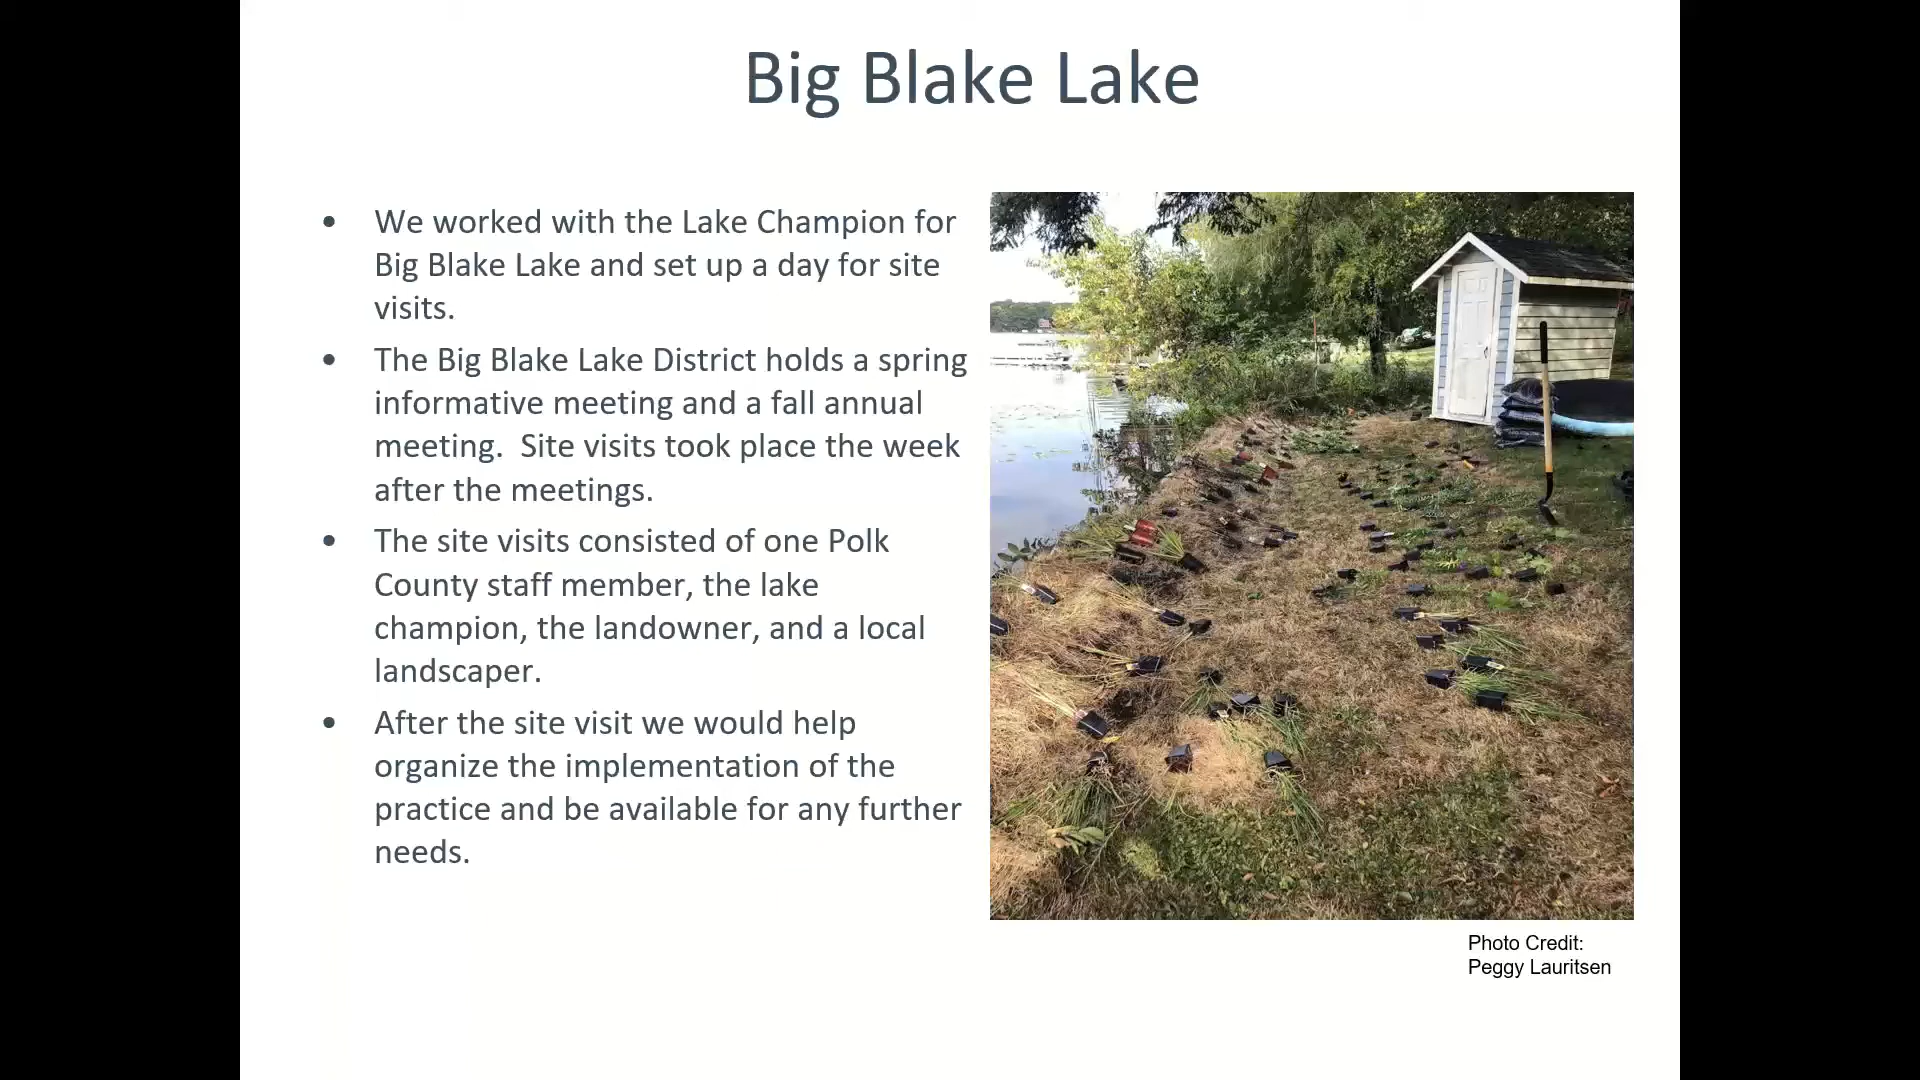 Big Blake Lake
• We worked with the Lake Champion for
Big Blake Lake and set up a day for site
visits.
• The Big Blake Lake District holds a spring
informative meeting and a fall annual
meeting.  Site visits took place the week
after the meetings.
• The site visits consisted of one Polk
County staff member, the lake
champion, the landowner, and a local
landscaper.
• After the site visit we would help
organize the implementation of the
practice and be available for any further
needs.
Photo Credit:
Peggy Lauritsen